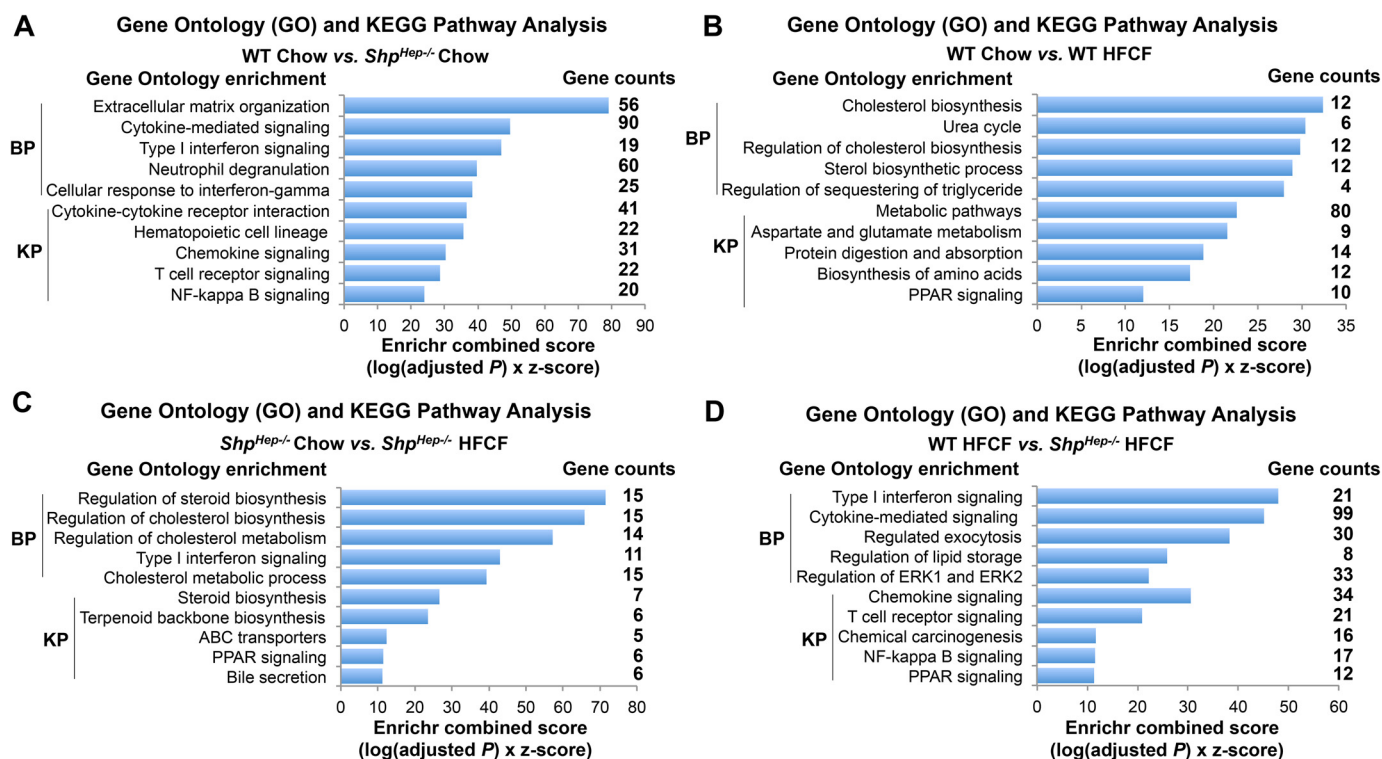 A
Gene Ontology (GO) and KEGG Pathway Analysis
WT Chow vs. Shp^Hep-/- Chow
Gene Ontology enrichment Gene counts
BP
Extracellular matrix organization 56
Cytokine-mediated signaling 90
Type I interferon signaling 19
Neutrophil degranulation 60
Cellular response to interferon-gamma 25
KP
Cytokine-cytokine receptor interaction 41
Hematopoietic cell lineage 22
Chemokine signaling 31
T cell receptor signaling 22
NF-kappa B signaling 20
0 10 20 30 40 50 60 70 80 90
Enrichr combined score
(log(adjusted P) x z-score)
B
Gene Ontology (GO) and KEGG Pathway Analysis
WT Chow vs. WT HFCF
Gene Ontology enrichment Gene counts
BP
Cholesterol biosynthesis 12
Urea cycle 6
Regulation of cholesterol biosynthesis 12
Sterol biosynthetic process 12
Regulation of sequestering of triglyceride 4
KP
Metabolic pathways 80
Aspartate and glutamate metabolism 9
Protein digestion and absorption 14
Biosynthesis of amino acids 12
PPAR signaling 10
0 5 10 15 20 25 30 35
Enrichr combined score
(log(adjusted P) x z-score)
C
Gene Ontology (GO) and KEGG Pathway Analysis
Shp^Hep-/- Chow vs. Shp^Hep-/- HFCF
Gene Ontology enrichment Gene counts
BP
Regulation of steroid biosynthesis 15
Regulation of cholesterol biosynthesis 15
Regulation of cholesterol metabolism 14
Type I interferon signaling 11
Cholesterol metabolic process 15
KP
Steroid biosynthesis 7
Terpenoid backbone biosynthesis 6
ABC transporters 5
PPAR signaling 6
Bile secretion 6
0 10 20 30 40 50 60 70 80
Enrichr combined score
(log(adjusted P) x z-score)
D
Gene Ontology (GO) and KEGG Pathway Analysis
WT HFCF vs. Shp^Hep-/- HFCF
Gene Ontology enrichment Gene counts
BP
Type I interferon signaling 21
Cytokine-mediated signaling 99
Regulated exocytosis 30
Regulation of lipid storage 8
Regulation of ERK1 and ERK2 33
KP
Chemokine signaling 34
T cell receptor signaling 21
Chemical carcinogenesis 16
NF-kappa B signaling 17
PPAR signaling 12
0 10 20 30 40 50 60
Enrichr combined score
(log(adjusted P) x z-score)